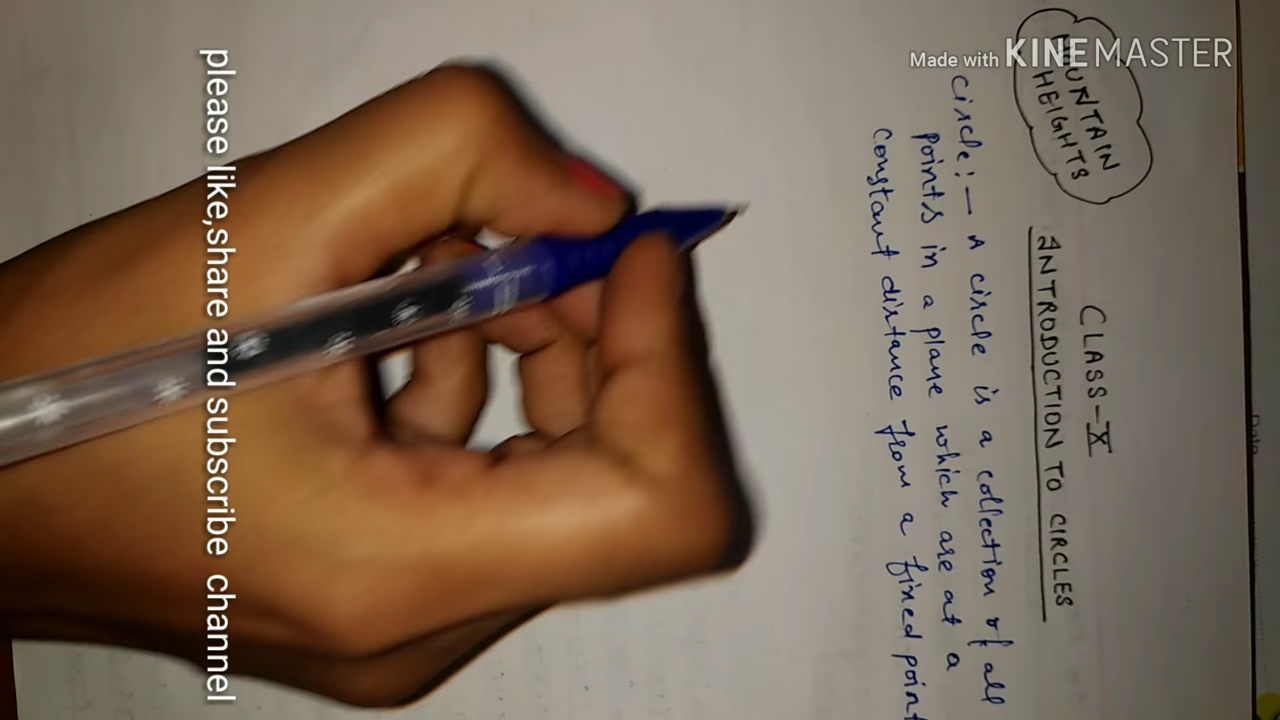 Made with KINEMASTER
MOUNTAIN
HEIGHTS
CLASS-X
INTRODUCTION TO CIRCLES
Circle:- A circle is a collection of all
points in a plane which are at a
constant distance from a fixed point
please like,share and subscribe channel